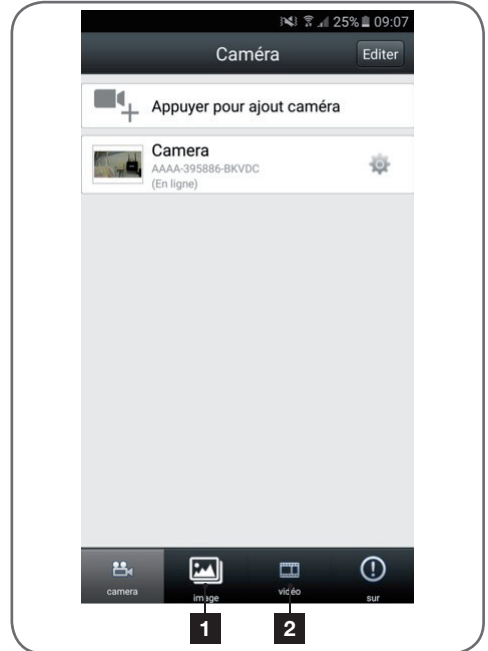 25% 09:07
Caméra Editer
Appuyer pour ajout caméra
Camera
AAAA-395886-BKVDC
(En ligne)
camera image vidéo sur
1 2